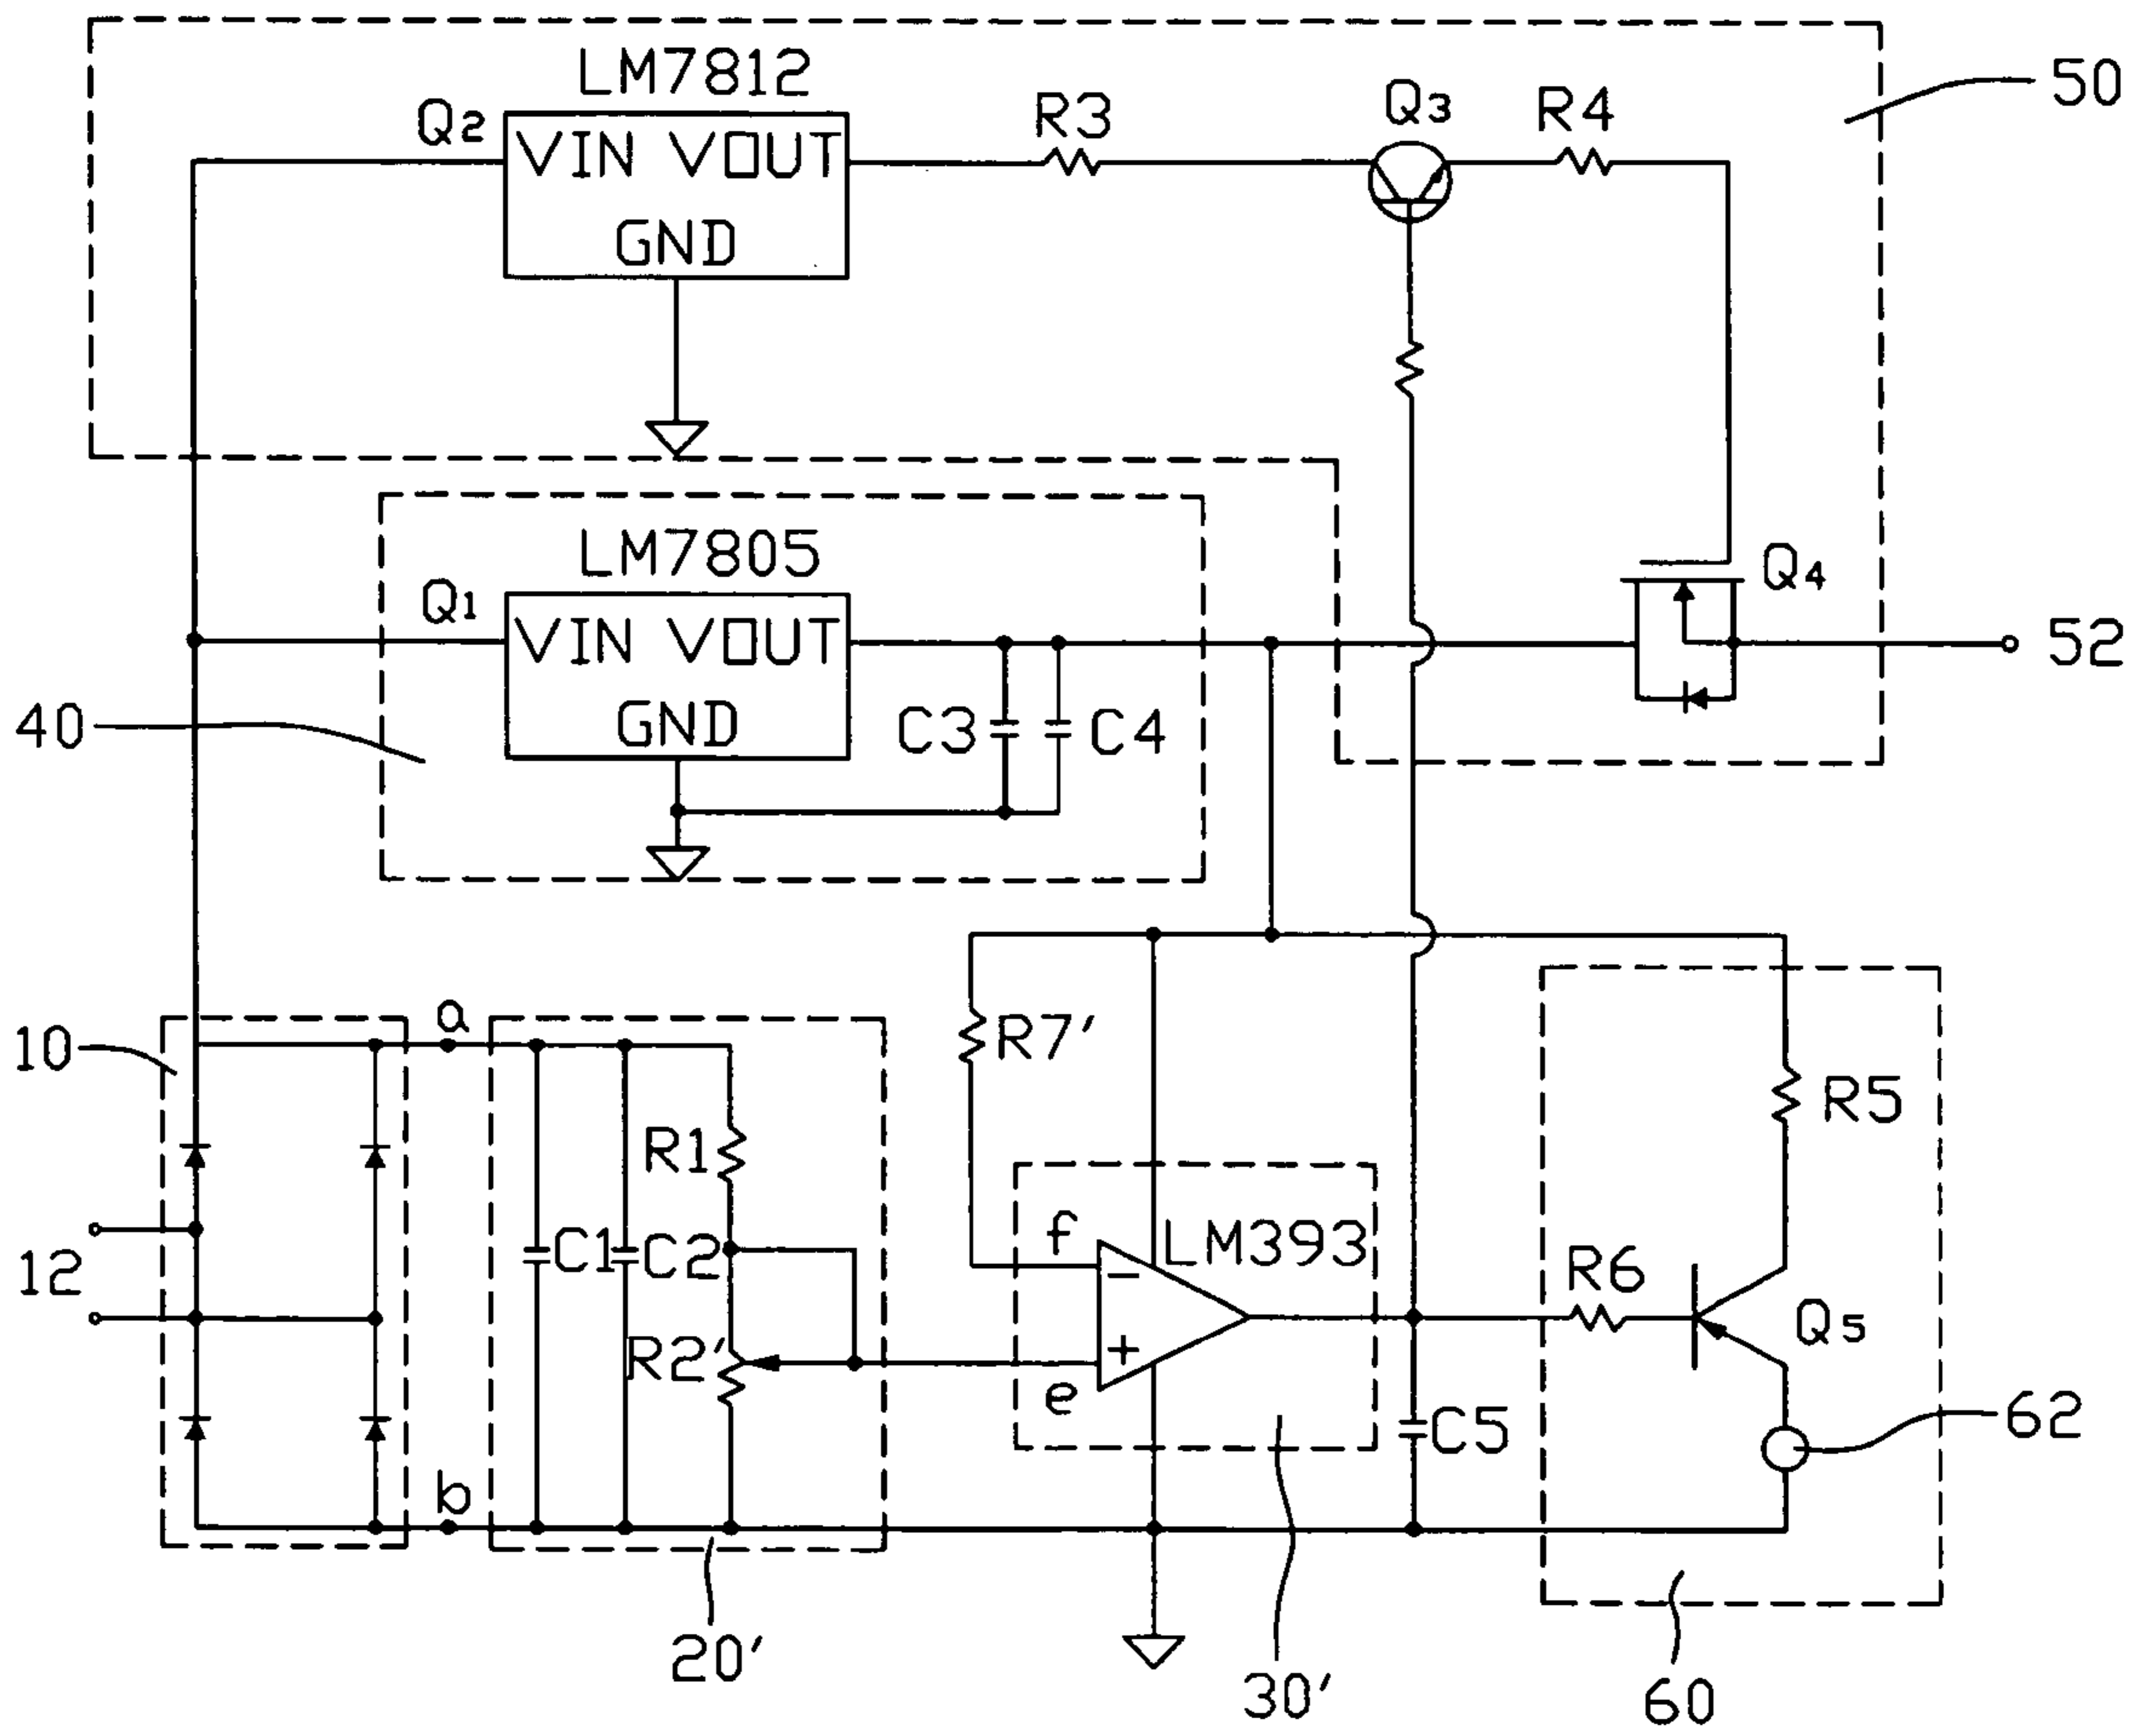 LM7812
50
Q2
R3
Q3
R4
VIN VOUT
GND
LM7805
Q4
Q1
52
VIN VOUT
GND
40
C3
C4
10
a
R7'
R5
R1
f
LM393
12
C1
C2
R6
−
Q5
R2'
+
e
62
C5
b
20'
30'
60